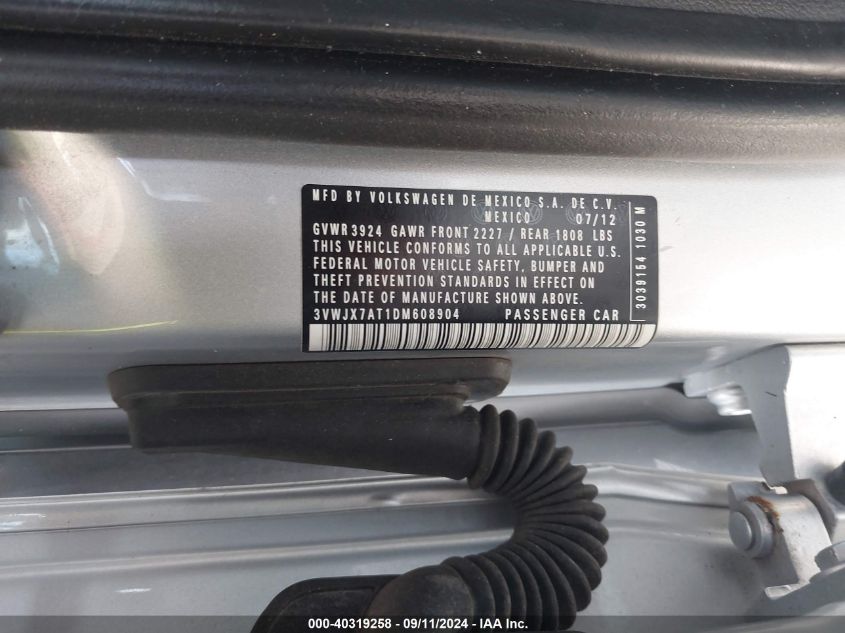 MFD BY VOLKSWAGEN DE MEXICO S.A. DE C.V.
MEXICO 07/12
GVWR 3924 GAWR FRONT 2227 / REAR 1808 LBS
THIS VEHICLE CONFORMS TO ALL APPLICABLE U.S.
FEDERAL MOTOR VEHICLE SAFETY, BUMPER AND
THEFT PREVENTION STANDARDS IN EFFECT ON
THE DATE OF MANUFACTURE SHOWN ABOVE.
3VWJX7AT1DM608904 PASSENGER CAR
3039154 1030 M
000-40319258 - 09/11/2024 - IAA Inc.